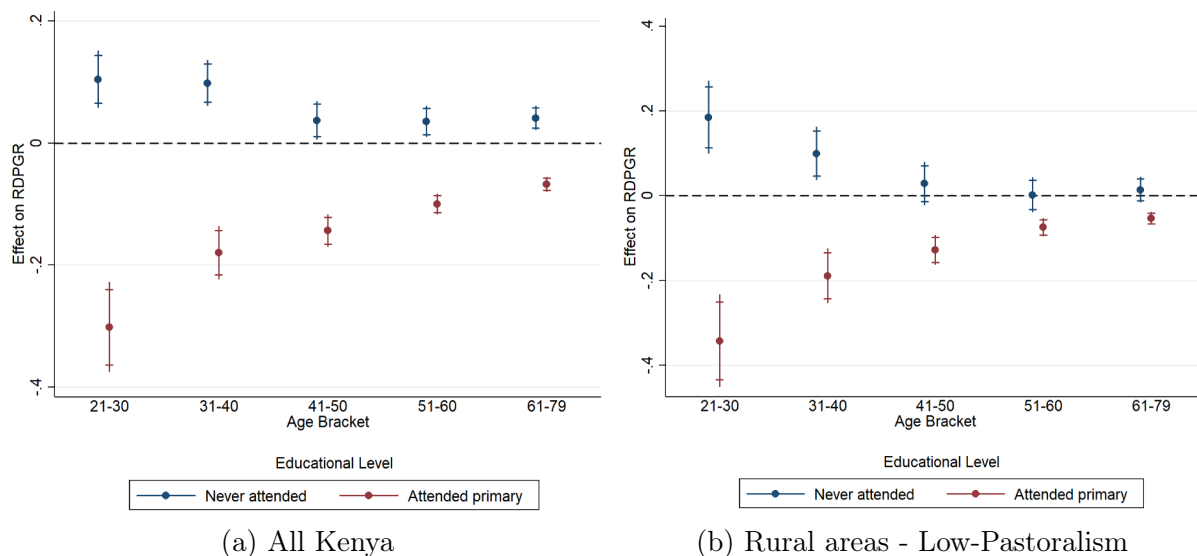 Effect on RDPGR
.2
0
-.2
-.4
21-30 31-40 41-50 51-60 61-79
Age Bracket
Educational Level
Never attended Attended primary
(a) All Kenya
Effect on RDPGR
.4
.2
0
-.2
-.4
21-30 31-40 41-50 51-60 61-79
Age Bracket
Educational Level
Never attended Attended primary
(b) Rural areas - Low-Pastoralism